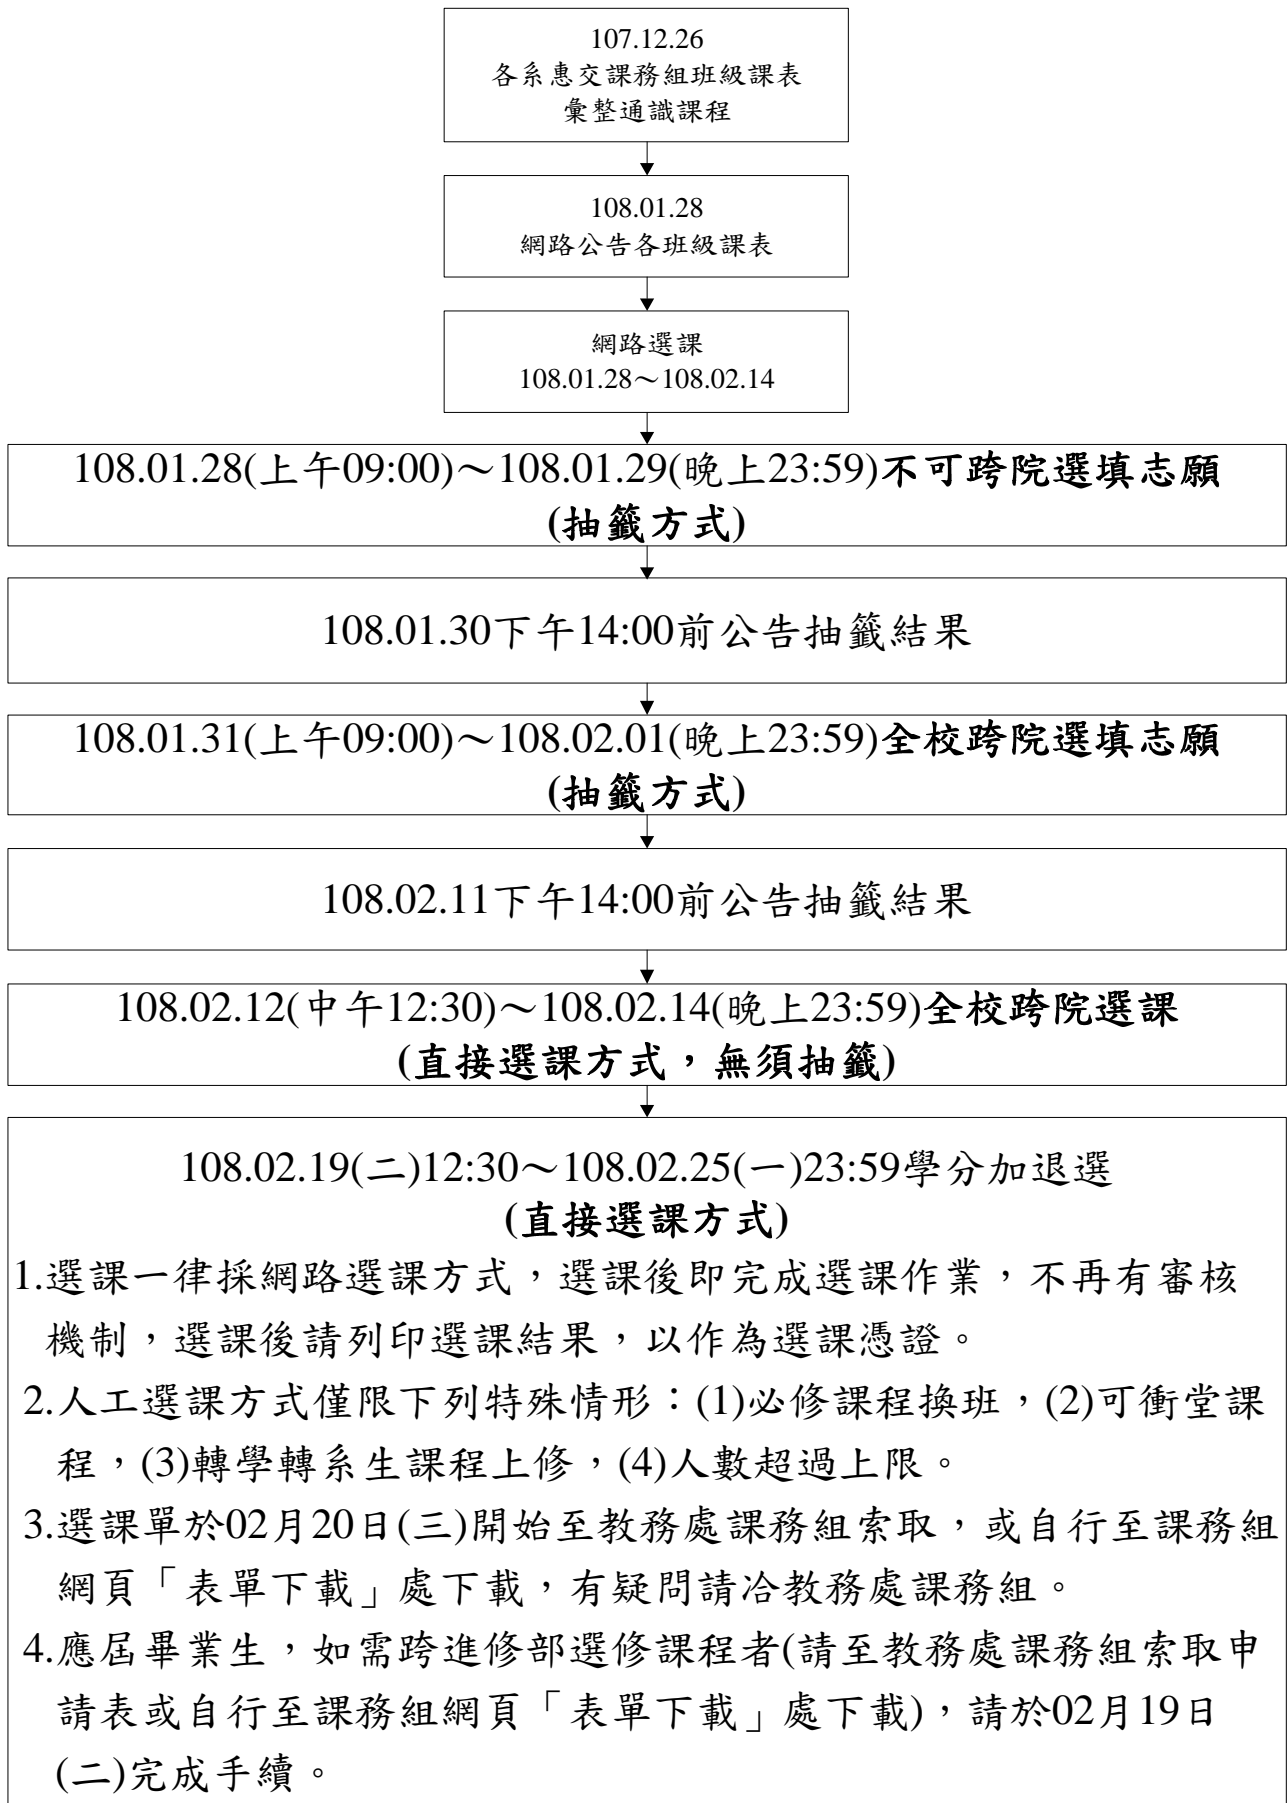 107.12.26
各系惠交課務組班級課表
彙整通識課程
108.01.28
網路公告各班級課表
網路選課
108.01.28～108.02.14
108.01.28(上午09:00)～108.01.29(晚上23:59)不可跨院選填志願
(抽籤方式)
108.01.30下午14:00前公告抽籤結果
108.01.31(上午09:00)～108.02.01(晚上23:59)全校跨院選填志願
(抽籤方式)
108.02.11下午14:00前公告抽籤結果
108.02.12(中午12:30)～108.02.14(晚上23:59)全校跨院選課
(直接選課方式，無須抽籤)
108.02.19(二)12:30～108.02.25(一)23:59學分加退選
(直接選課方式)
1.選課一律採網路選課方式，選課後即完成選課作業，不再有審核
機制，選課後請列印選課結果，以作為選課憑證。
2.人工選課方式僅限下列特殊情形：(1)必修課程換班，(2)可衝堂課
程，(3)轉學轉系生課程上修，(4)人數超過上限。
3.選課單於02月20日(三)開始至教務處課務組索取，或自行至課務組
網頁「表單下載」處下載，有疑問請洽教務處課務組。
4.應屆畢業生，如需跨進修部選修課程者(請至教務處課務組索取申
請表或自行至課務組網頁「表單下載」處下載)，請於02月19日
(二)完成手續。